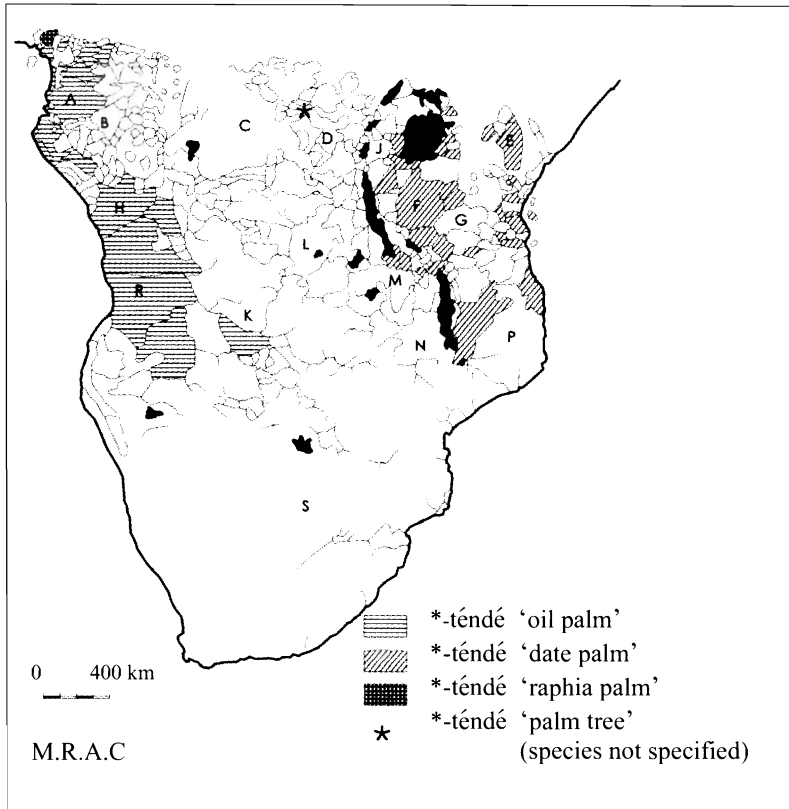 A
B
C
D
E
J
H
F
G
L
R
M
K
N
P
S
*-téndé ‘oil palm’
*-téndé ‘date palm’
0 400 km
*-téndé ‘raphia palm’
*-téndé ‘palm tree’
(species not specified)
M.R.A.C